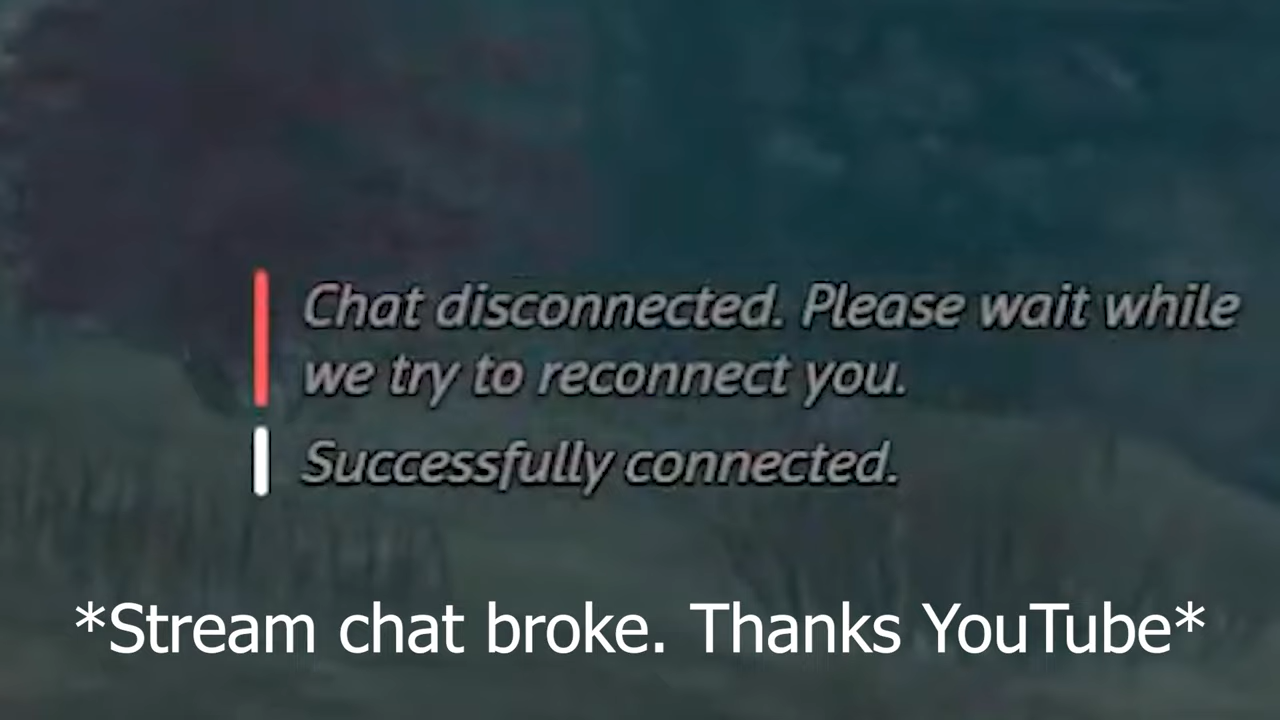 Chat disconnected. Please wait while
we try to reconnect you.
Successfully connected.
*Stream chat broke. Thanks YouTube*